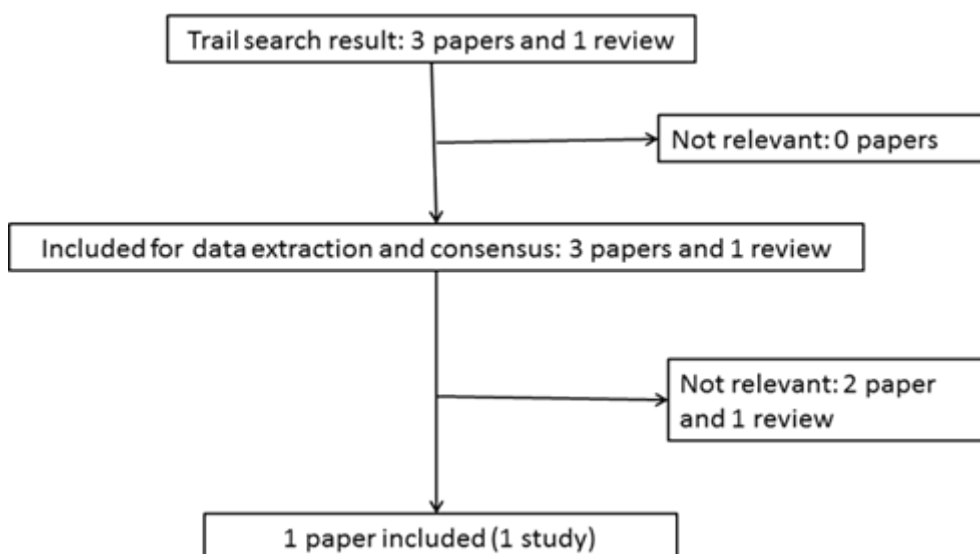 Trail search result: 3 papers and 1 review
Not relevant: 0 papers
Included for data extraction and consensus: 3 papers and 1 review
Not relevant: 2 paper
and 1 review
1 paper included (1 study)